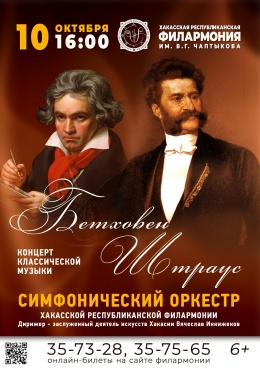 10 ОКТЯБРЯ
16:00
ХАКАССКАЯ РЕСПУБЛИКАНСКАЯ
ФИЛАРМОНИЯ
ИМ. В.Г. ЧАПТЫКОВА
Бетховен
Штраус
КОНЦЕРТ
КЛАССИЧЕСКОЙ
МУЗЫКИ
СИМФОНИЧЕСКИЙ ОРКЕСТР
ХАКАССКОЙ РЕСПУБЛИКАНСКОЙ ФИЛАРМОНИИ
Дирижер - заслуженный деятель искусств Хакасии Вячеслав Инкижеков
35-73-28, 35-75-65 6+
онлайн-билеты на сайте филармонии